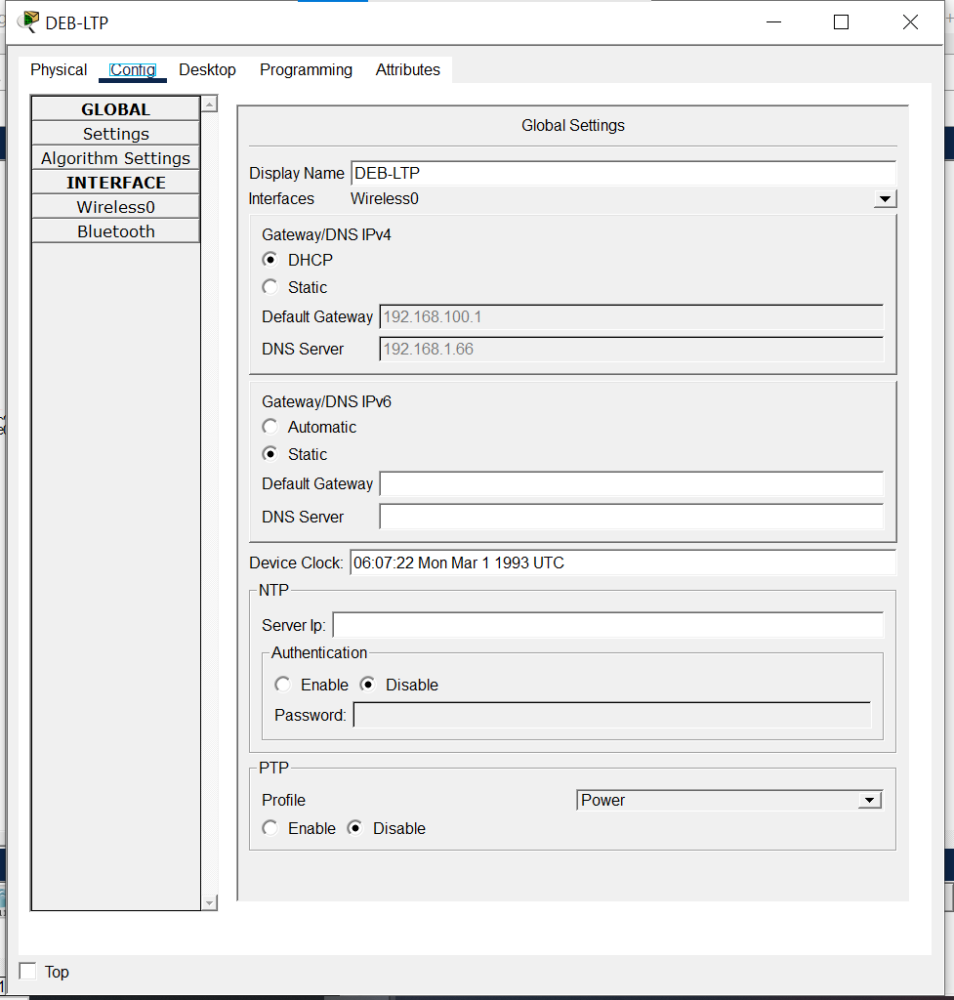 DEB-LTP
Physical Config Desktop Programming Attributes
GLOBAL
Settings
Algorithm Settings
INTERFACE
Wireless0
Bluetooth
Global Settings
Display Name DEB-LTP
Interfaces Wireless0
Gateway/DNS IPv4
DHCP
Static
Default Gateway 192.168.100.1
DNS Server 192.168.1.66
Gateway/DNS IPv6
Automatic
Static
Default Gateway
DNS Server
Device Clock: 06:07:22 Mon Mar 1 1993 UTC
NTP
Server Ip:
Authentication
Enable Disable
Password:
PTP
Profile Power
Enable Disable
Top